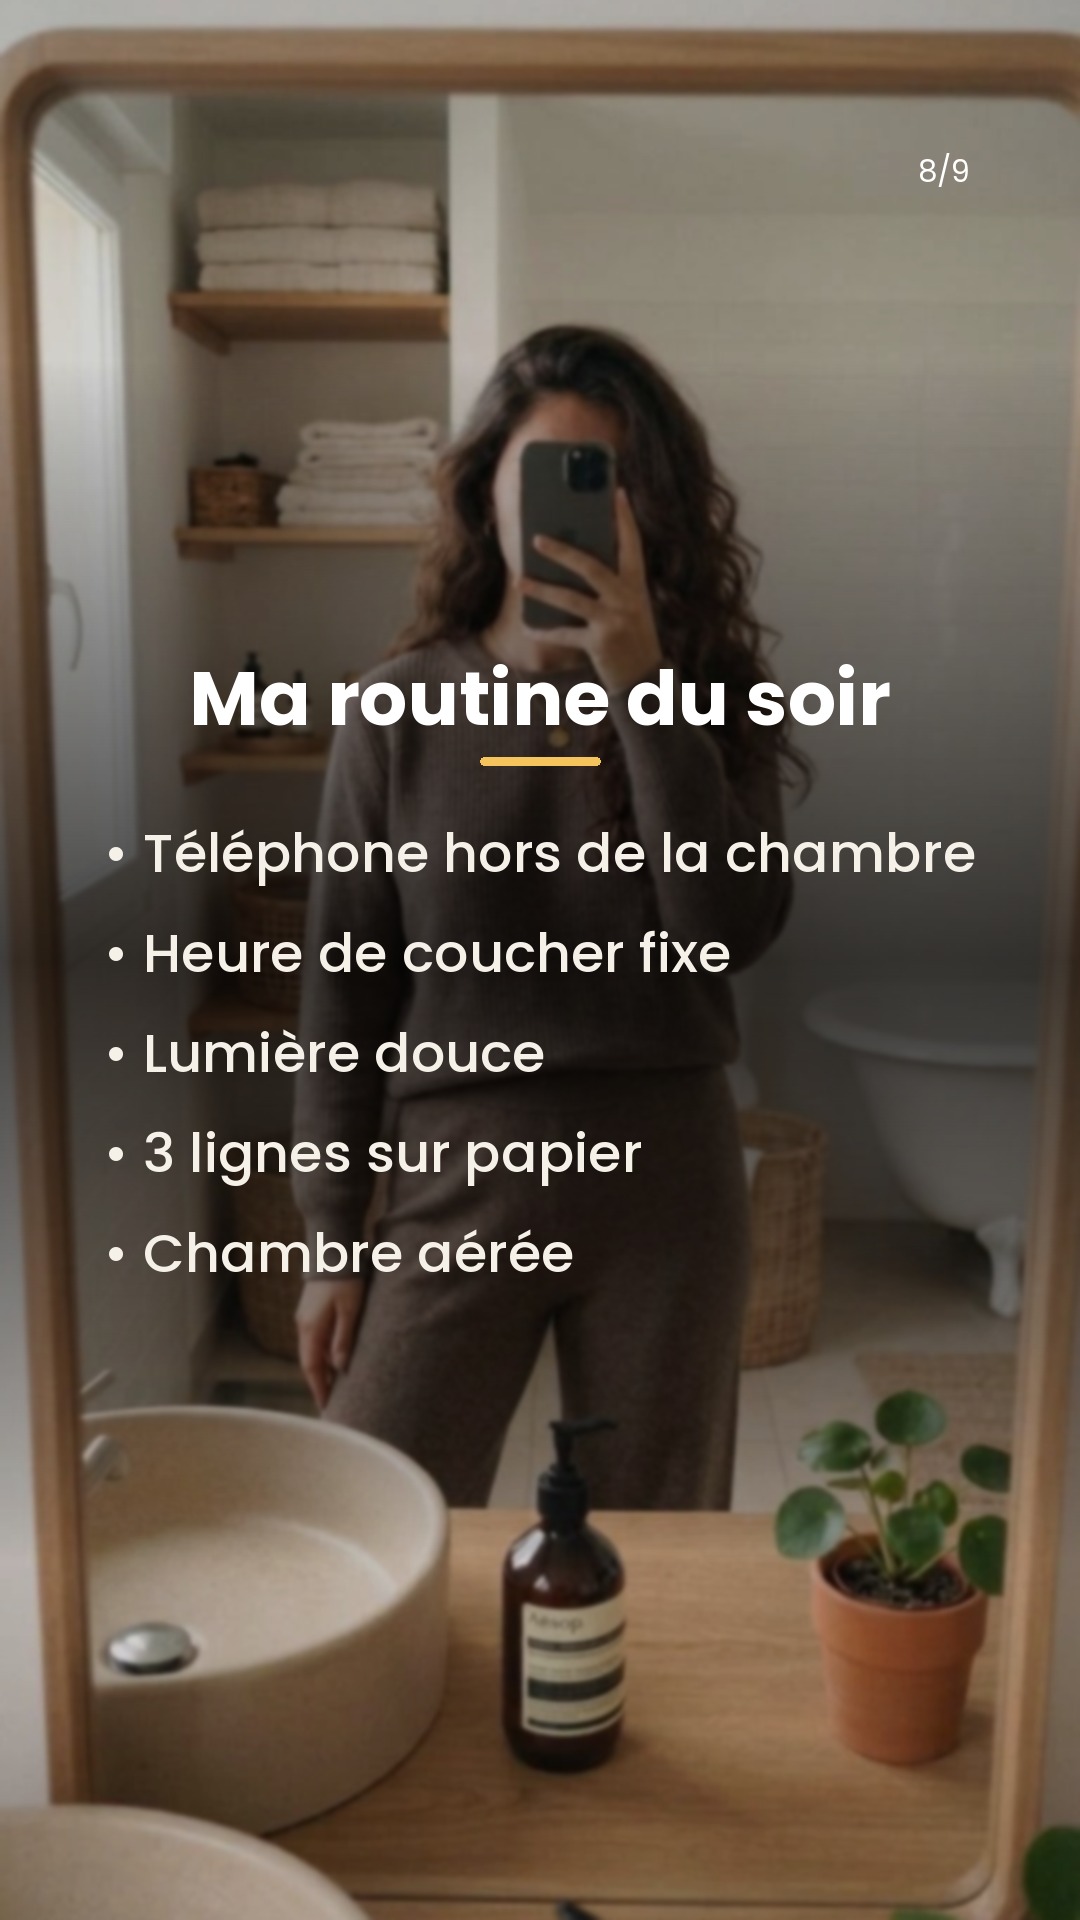 8/9
Ma routine du soir
• Téléphone hors de la chambre
• Heure de coucher fixe
• Lumière douce
• 3 lignes sur papier
• Chambre aérée
Aesop